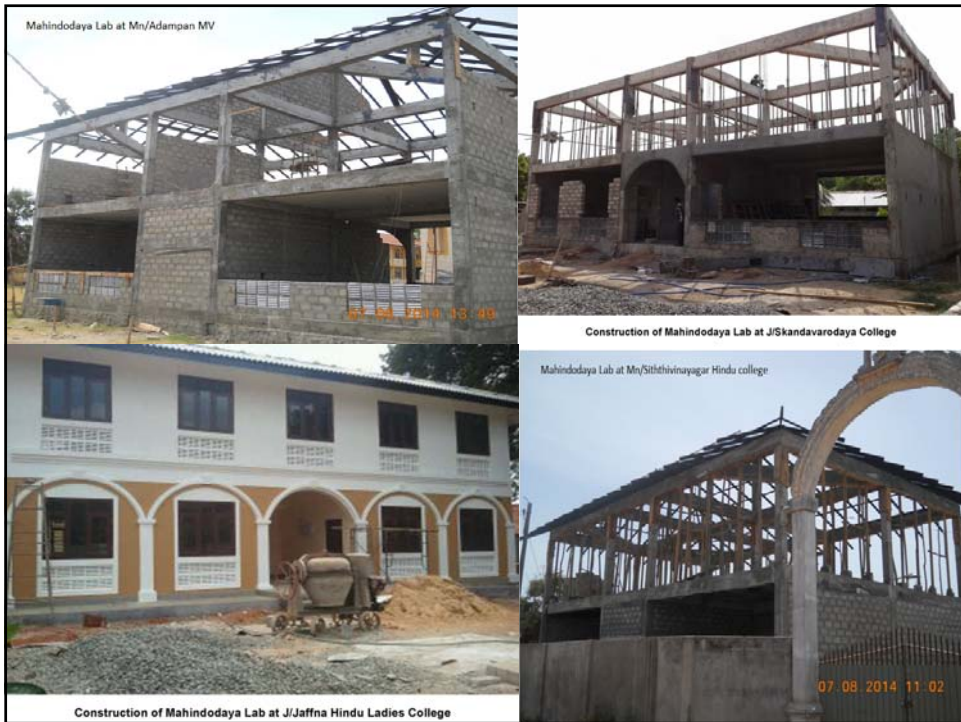 Mahindodaya Lab at Mn/Adampan MV
07.08.2014 13:49
Construction of Mahindodaya Lab at J/Skandavarodaya College
Construction of Mahindodaya Lab at J/Jaffna Hindu Ladies College
Mahindodaya Lab at Mn/Siththivinayagar Hindu college
07.08.2014 11:02